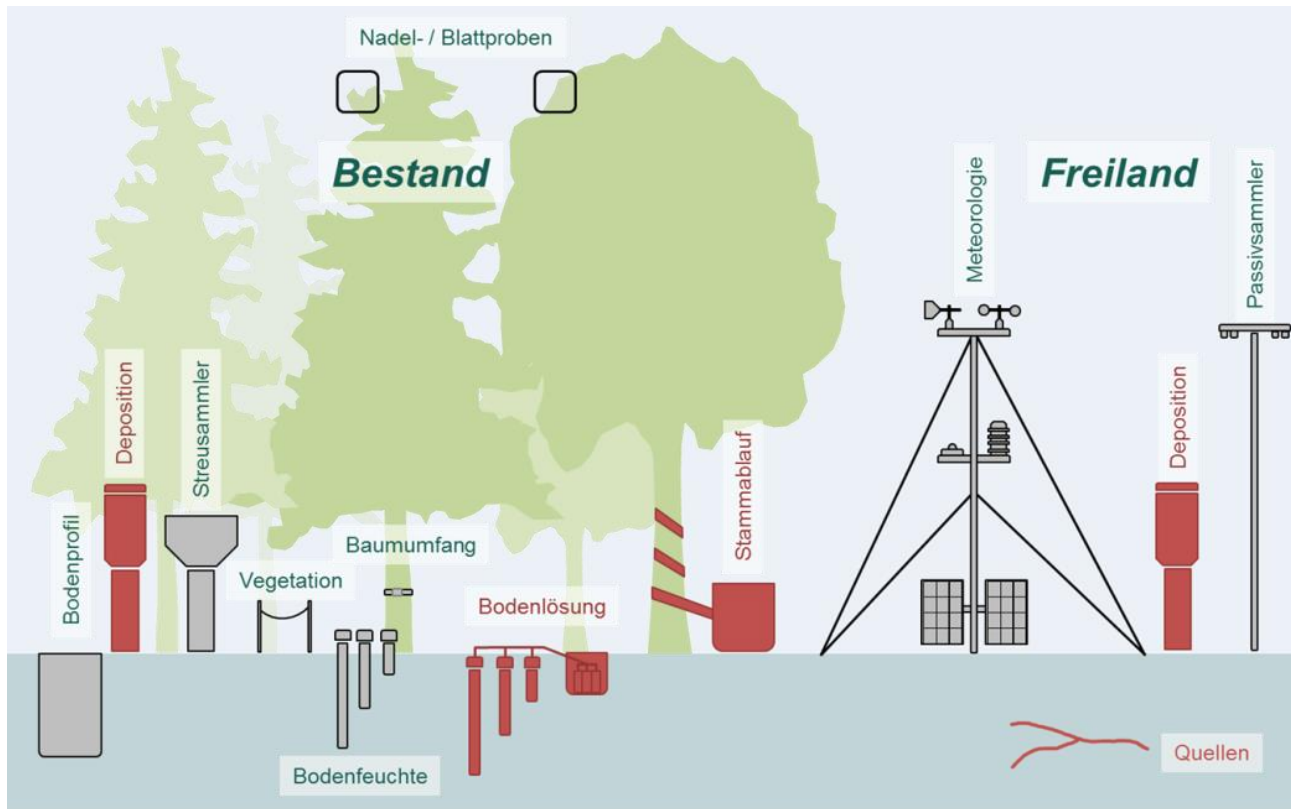 Nadel- / Blattproben
Bestand
Freiland
Meteorologie
Passivsammler
Deposition
Streusammler
Deposition
Stammablauf
Bodenprofil
Baumumfang
Vegetation
Bodenlösung
Bodenfeuchte
Quellen